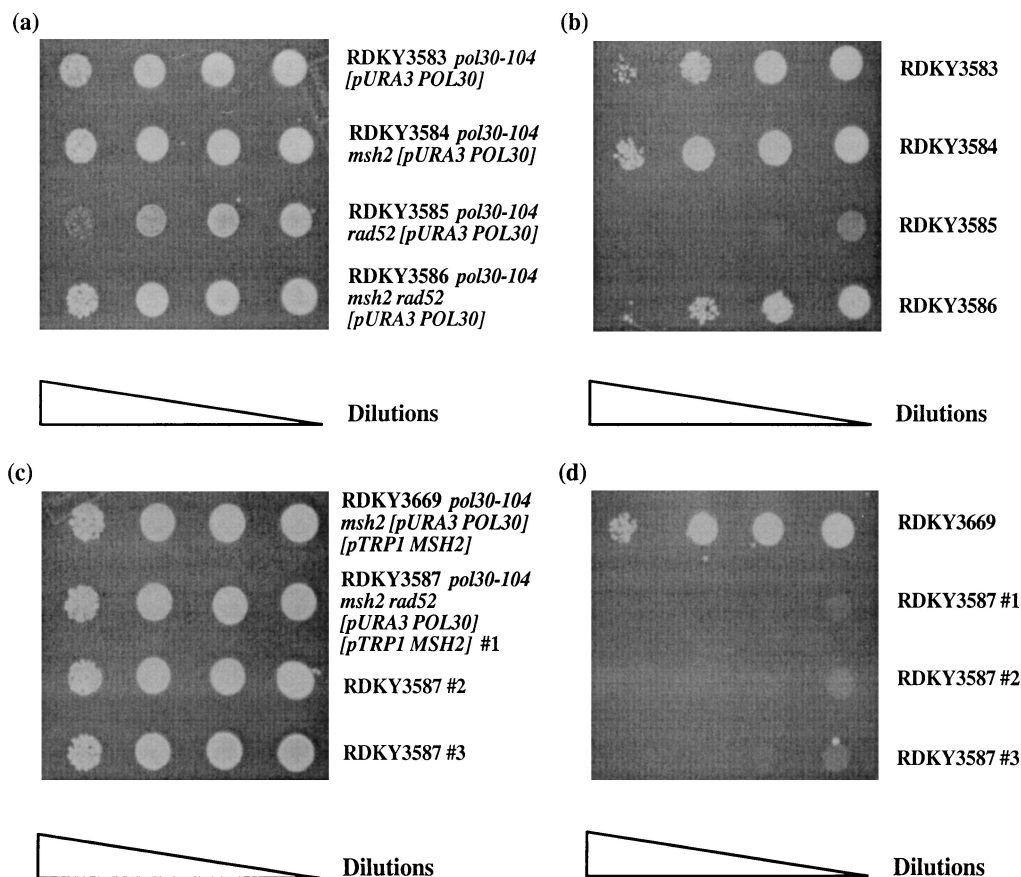 (a)
RDKY3583 pol30-104
[pURA3 POL30]
RDKY3584 pol30-104
msh2 [pURA3 POL30]
RDKY3585 pol30-104
rad52 [pURA3 POL30]
RDKY3586 pol30-104
msh2 rad52
[pURA3 POL30]
Dilutions
(b)
RDKY3583
RDKY3584
RDKY3585
RDKY3586
Dilutions
(c)
RDKY3669 pol30-104
msh2 [pURA3 POL30]
[pTRP1 MSH2]
RDKY3587 pol30-104
msh2 rad52
[pURA3 POL30]
[pTRP1 MSH2] #1
RDKY3587 #2
RDKY3587 #3
Dilutions
(d)
RDKY3669
RDKY3587 #1
RDKY3587 #2
RDKY3587 #3
Dilutions